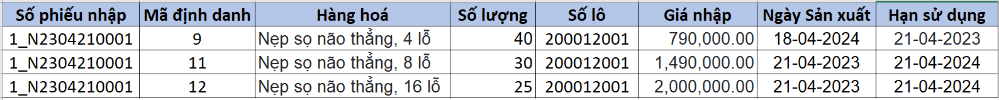 Số phiếu nhập Mã định danh Hàng hoá Số lượng Số lô Giá nhập Ngày Sản xuất Hạn sử dụng
1_N2304210001 9 Nẹp sọ não thẳng, 4 lỗ 40 200012001 790,000.00 18-04-2024 21-04-2023
1_N2304210001 11 Nẹp sọ não thẳng, 8 lỗ 30 200012001 1,490,000.00 21-04-2023 21-04-2024
1_N2304210001 12 Nẹp sọ não thẳng, 16 lỗ 25 200012001 2,000,000.00 21-04-2023 21-04-2024